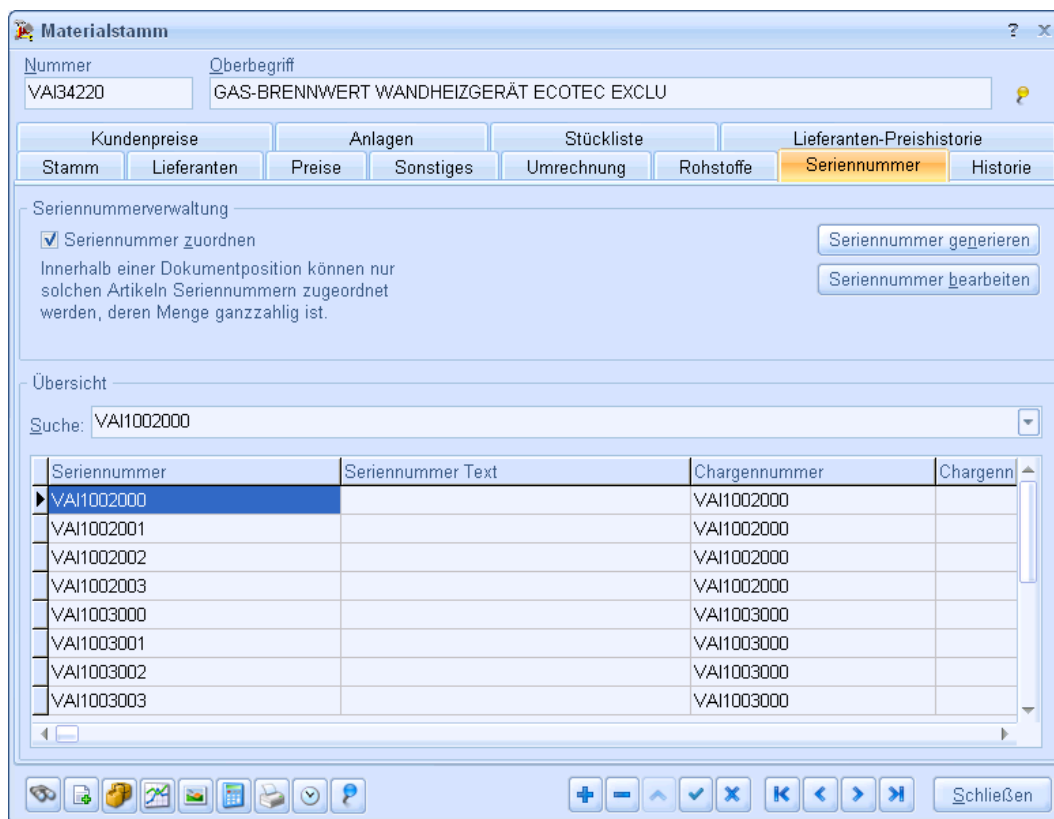 Materialstamm
Nummer Oberbegriff
VAI34220 GAS-BRENNWERT WANDHEIZGERÄT ECOTEC EXCLU
Kundenpreise Anlagen Stückliste Lieferanten-Preishistorie
Stamm Lieferanten Preise Sonstiges Umrechnung Rohstoffe Seriennummer Historie
Seriennummerverwaltung
Seriennummer zuordnen Seriennummer generieren
Innerhalb einer Dokumentposition können nur
solchen Artikeln Seriennummern zugeordnet
werden, deren Menge ganzzahlig ist.
Seriennummer bearbeiten
Übersicht
Suche: VAI1002000
Seriennummer Seriennummer Text Chargennummer Chargenn
VAI1002000 VAI1002000
VAI1002001 VAI1002000
VAI1002002 VAI1002000
VAI1002003 VAI1002000
VAI1003000 VAI1003000
VAI1003001 VAI1003000
VAI1003002 VAI1003000
VAI1003003 VAI1003000
Schließen